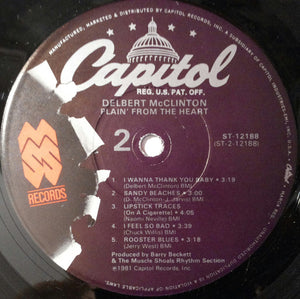 MANUFACTURED, MARKETED & DISTRIBUTED BY CAPITOL RECORDS, INC.
Capitol
REG. U.S. PAT. OFF.
DELBERT McCLINTON
PLAIN' FROM THE HEART
2
ST-12188
(ST-2-12188)
MSS
RECORDS
1. I WANNA THANK YOU BABY • 3:19
(Delbert McClinton) BMI
2. SANDY BEACHES • 3:00
(D. McClinton-J. Jarvis) BMI
3. LIPSTICK TRACES
(On A Cigarette) • 4:05
(Naomi Neville) BMI
4. I FEEL SO BAD • 3:39
(Chuck Willis) BMI
5. ROOSTER BLUES • 3:18
(Jerry West) BMI
Produced by Barry Beckett
& The Muscle Shoals Rhythm Section
℗1981 Capitol Records, Inc.